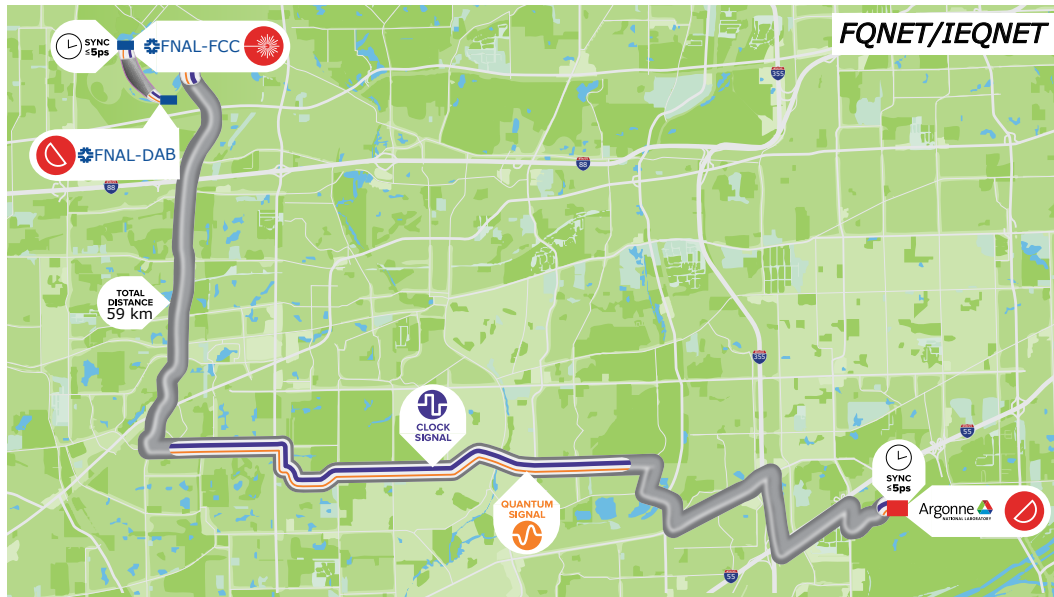 FQNET/IEQNET
SYNC
≤5ps
FNAL-FCC
FNAL-DAB
355
88
88
TOTAL
DISTANCE
59 km
355
CLOCK
SIGNAL
55
SYNC
≤5ps
QUANTUM
SIGNAL
Argonne
NATIONAL LABORATORY
55